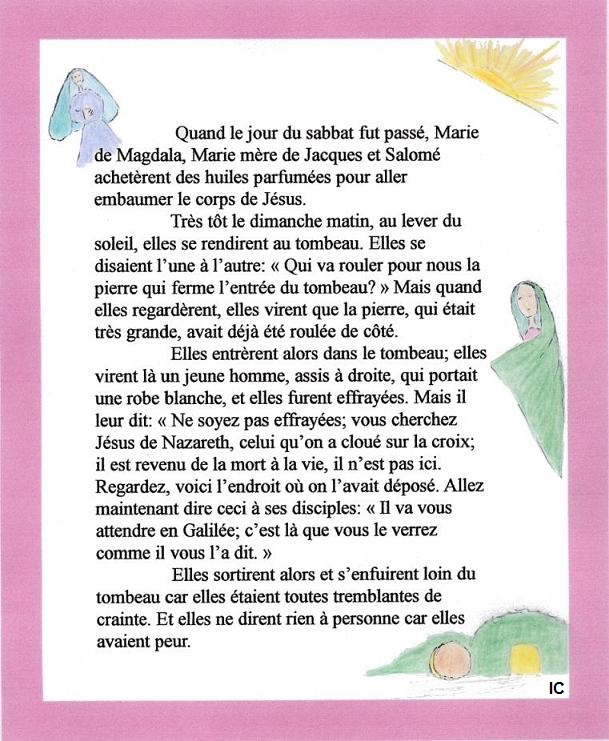 Quand le jour du sabbat fut passé, Marie
de Magdala, Marie mère de Jacques et Salomé
achetèrent des huiles parfumées pour aller
embaumer le corps de Jésus.
Très tôt le dimanche matin, au lever du
soleil, elles se rendirent au tombeau. Elles se
disaient l’une à l’autre: « Qui va rouler pour nous la
pierre qui ferme l’entrée du tombeau? » Mais quand
elles regardèrent, elles virent que la pierre, qui était
très grande, avait déjà été roulée de côté.
Elles entrèrent alors dans le tombeau; elles
virent là un jeune homme, assis à droite, qui portait
une robe blanche, et elles furent effrayées. Mais il
leur dit: « Ne soyez pas effrayées; vous cherchez
Jésus de Nazareth, celui qu’on a cloué sur la croix;
il est revenu de la mort à la vie, il n’est pas ici.
Regardez, voici l’endroit où on l’avait déposé. Allez
maintenant dire ceci à ses disciples: « Il va vous
attendre en Galilée; c’est là que vous le verrez
comme il vous l’a dit. »
Elles sortirent alors et s’enfuirent loin du
tombeau car elles étaient toutes tremblantes de
crainte. Et elles ne dirent rien à personne car elles
avaient peur.
IC